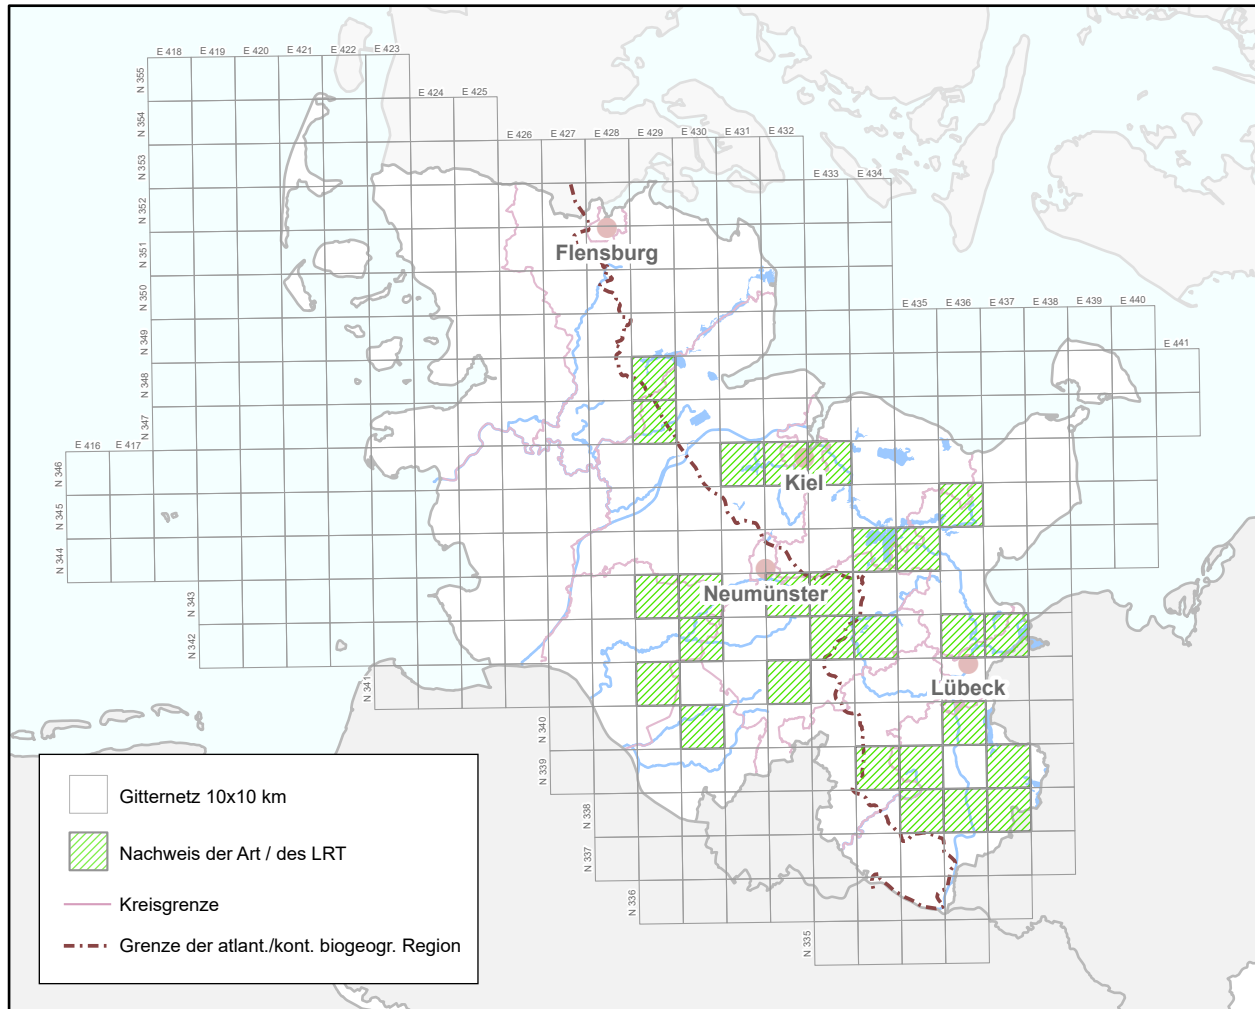 E 418 E 419 E 420 E 421 E 422 E 423
E 424 E 425
E 426 E 427 E 428 E 429 E 430 E 431 E 432
E 433 E 434
E 435 E 436 E 437 E 438 E 439 E 440
E 441
E 416 E 417
N 355
N 354
N 353
N 352
N 351
N 350
N 349
N 348
N 347
N 346
N 345
N 344
N 343
N 342
N 341
N 340
N 339
N 338
N 337
N 336
N 335
Flensburg
Kiel
Neumünster
Lübeck
Gitternetz 10x10 km
Nachweis der Art / des LRT
Kreisgrenze
Grenze der atlant./kont. biogeogr. Region